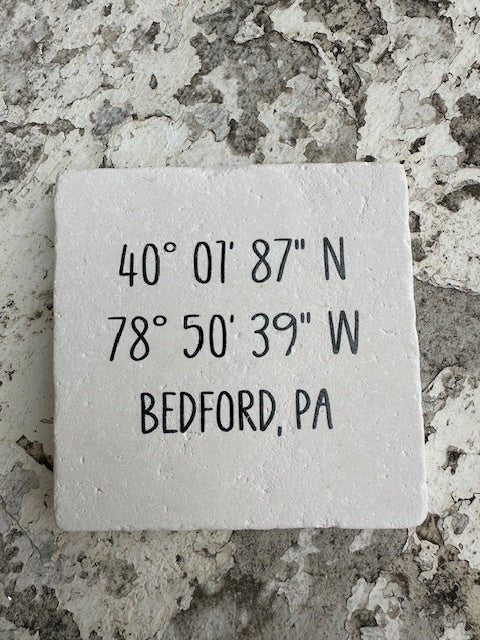 40° 01' 87" N
78° 50' 39" W
BEDFORD, PA